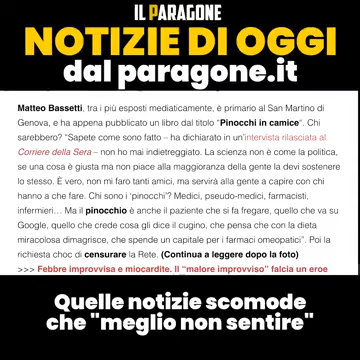 IL PARAGONE
NOTIZIE DI OGGI
dal paragone.it
Matteo Bassetti, tra i più esposti mediaticamente, è primario al San Martino di
Genova, e ha appena pubblicato un libro dal titolo "Pinocchi in camice". Chi
sarebbero? "Sapete come sono fatto – ha dichiarato in un'intervista rilasciata al
Corriere della Sera – non ho mai indietreggiato. La scienza non è come la politica,
se una cosa è giusta ma non piace alla maggioranza della gente la devi sostenere
lo stesso. È vero, non mi farò tanti amici, ma servirà alla gente a capire con chi
hanno a che fare. Chi sono i 'pinocchi'? Medici, pseudo-medici, farmacisti,
infermieri… Ma il pinocchio è anche il paziente che si fa fregare, quello che va su
Google, quello che crede cosa gli dice il cugino, che pensa che con la dieta
miracolosa dimagrisce, che spende un capitale per i farmaci omeopatici". Poi la
richiesta choc di censurare la Rete. (Continua a leggere dopo la foto)
>>> Febbre improvvisa e miocardite. Il "malore improvviso" falcia un eroe
Quelle notizie scomode
che "meglio non sentire"